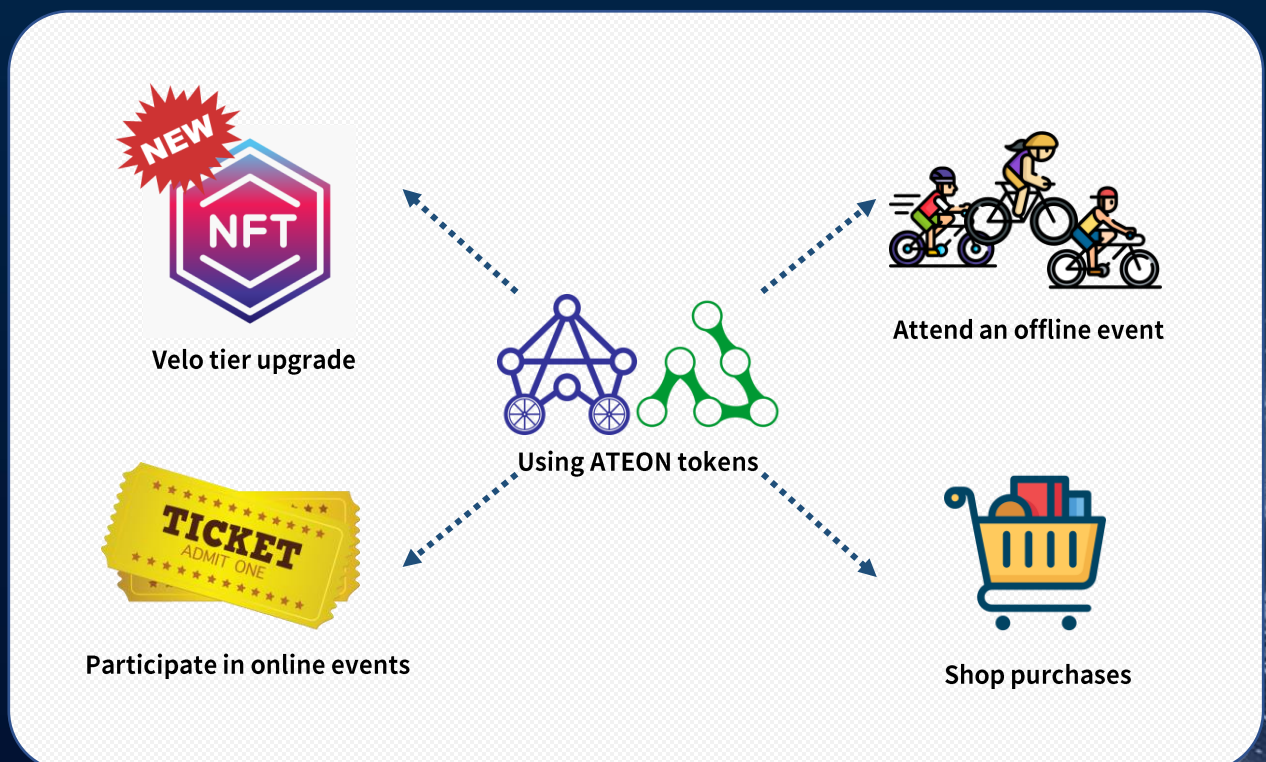 NEW
NFT
Velo tier upgrade
Attend an offline event
Using ATEON tokens
TICKET
ADMIT ONE
Participate in online events
Shop purchases